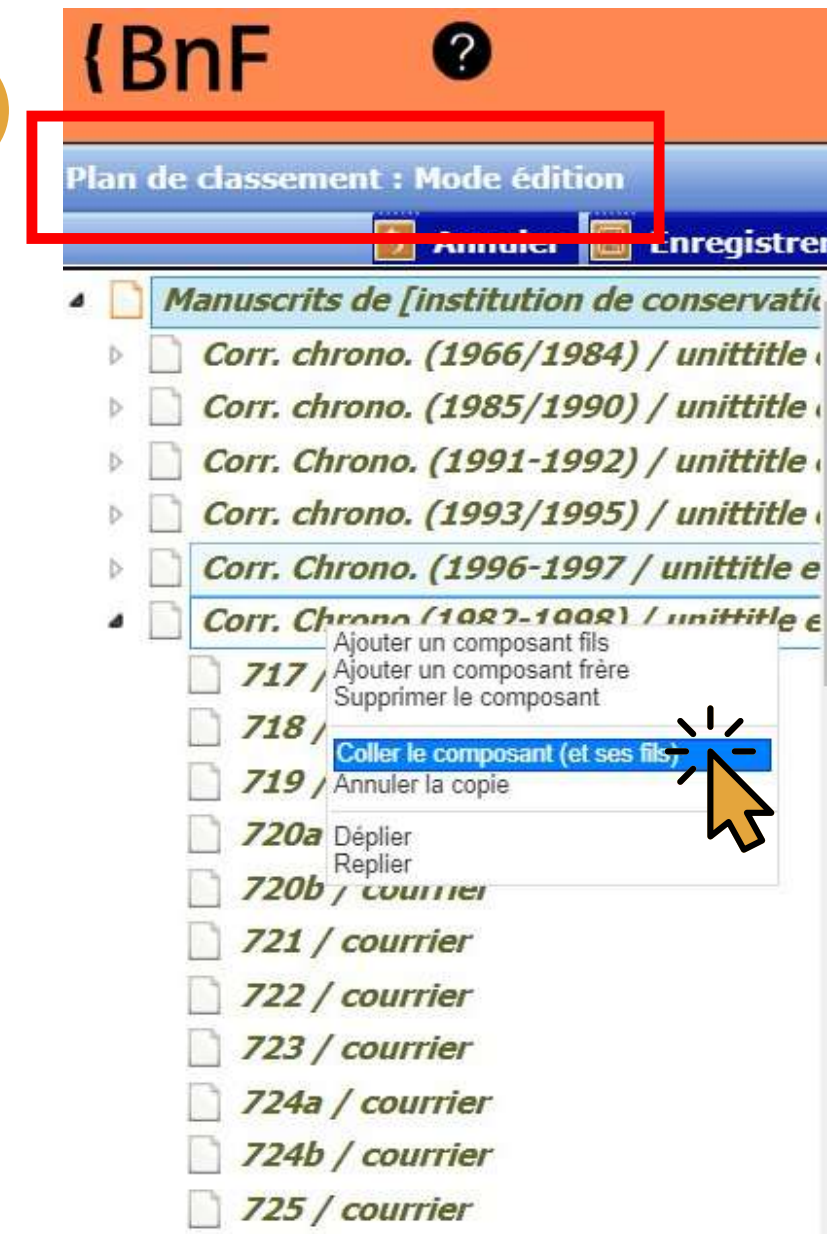 {BnF ?
Plan de classement : Mode édition
Annuler Enregistrer
Manuscrits de [institution de conservatio
Corr. chrono. (1966/1984) / unittitle
Corr. chrono. (1985/1990) / unittitle
Corr. Chrono. (1991-1992) / unittitle
Corr. chrono. (1993/1995) / unittitle
Corr. Chrono. (1996-1997 / unittitle e
Corr. Chrono (1982-1998) / unittitle e
Ajouter un composant fils
717 / Ajouter un composant frère
Supprimer le composant
718 /
Coller le composant (et ses fils)
719 / Annuler la copie
720a Déplier
Replier
720b / courrier
721 / courrier
722 / courrier
723 / courrier
724a / courrier
724b / courrier
725 / courrier